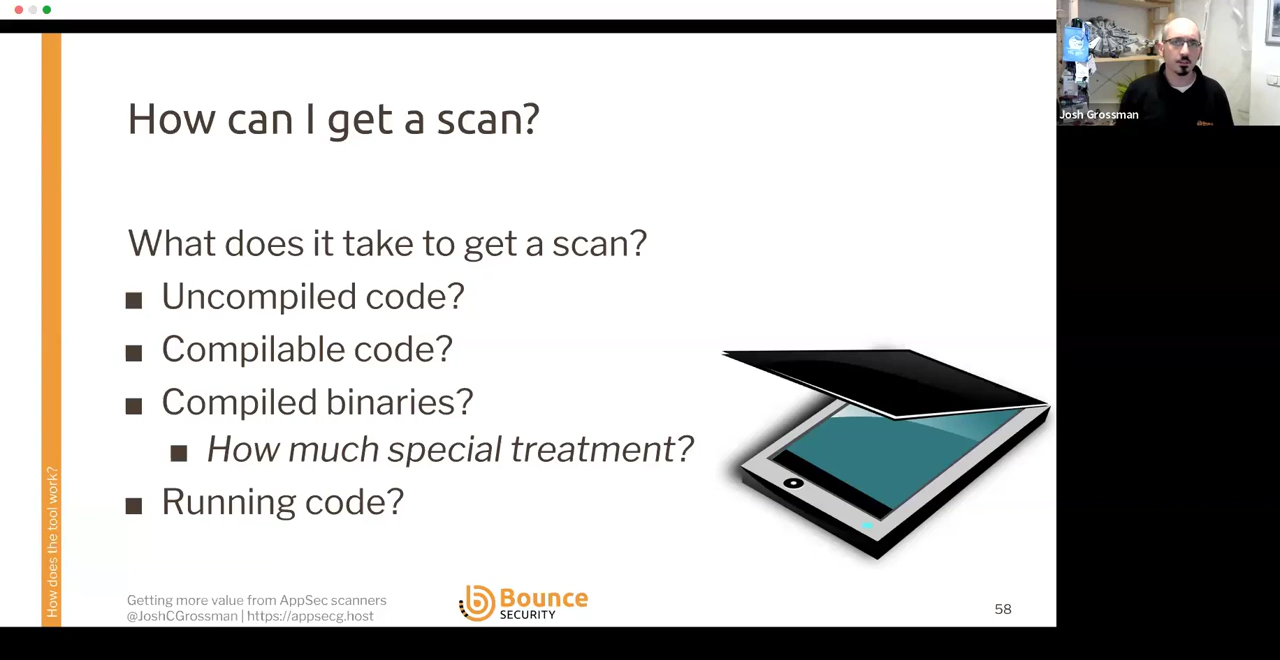 How can I get a scan?
What does it take to get a scan?
■ Uncompiled code?
■ Compilable code?
■ Compiled binaries?
■ How much special treatment?
■ Running code?
How does the tool work?
Getting more value from AppSec scanners
@JoshCGrossman | https://appsecg.host
Bounce
SECURITY
58
Josh Grossman